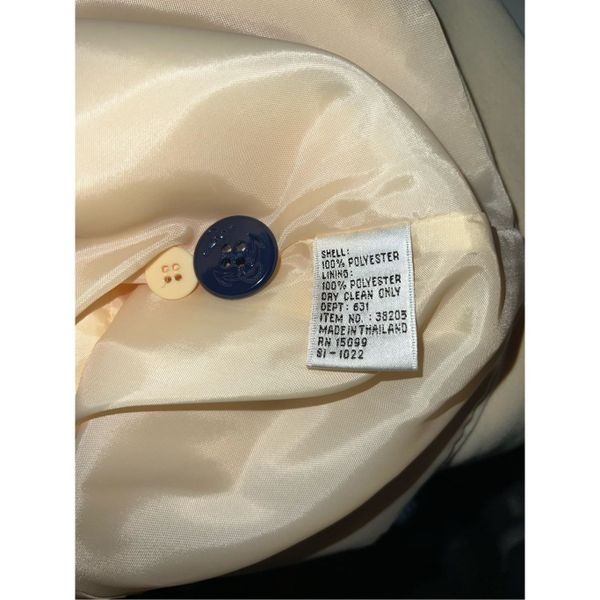 SHELL:
100% POLYESTER
LINING:
100% POLYESTER
DRY CLEAN ONLY
DEPT: 631
ITEM NO.: 38205
MADE IN THAILAND
RN 15099
SI-1022